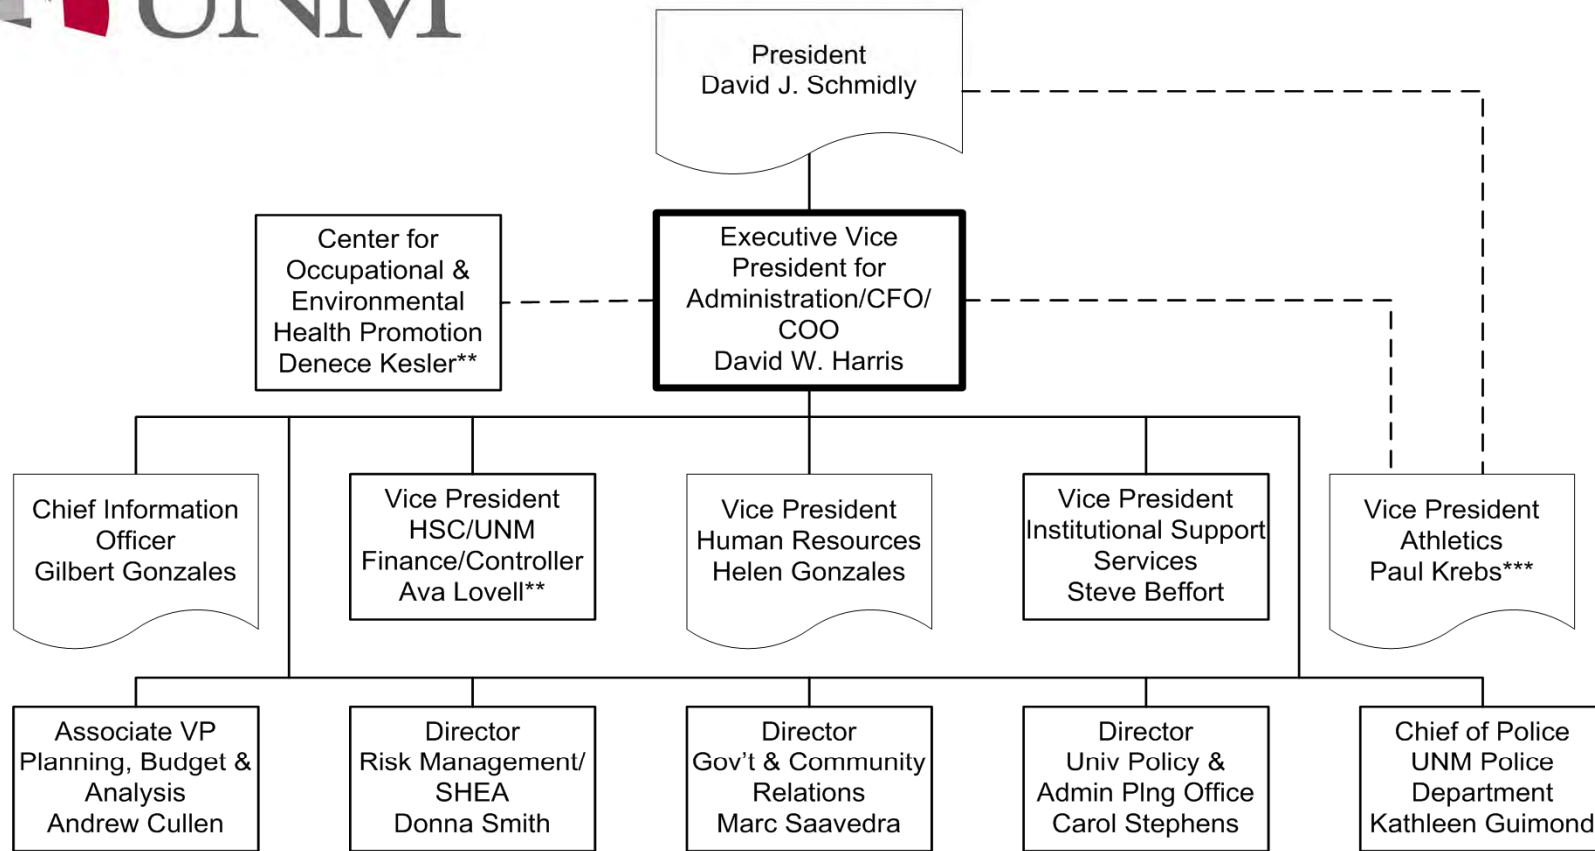 UNM
President
David J. Schmidly
Center for
Occupational &
Environmental
Health Promotion
Denece Kesler**
Executive Vice
President for
Administration/CFO/
COO
David W. Harris
Chief Information
Officer
Gilbert Gonzales
Vice President
HSC/UNM
Finance/Controller
Ava Lovell**
Vice President
Human Resources
Helen Gonzales
Vice President
Institutional Support
Services
Steve Beffort
Vice President
Athletics
Paul Krebs***
Associate VP
Planning, Budget &
Analysis
Andrew Cullen
Director
Risk Management/
SHEA
Donna Smith
Director
Gov't & Community
Relations
Marc Saavedra
Director
Univ Policy &
Admin Plng Office
Carol Stephens
Chief of Police
UNM Police
Department
Kathleen Guimond